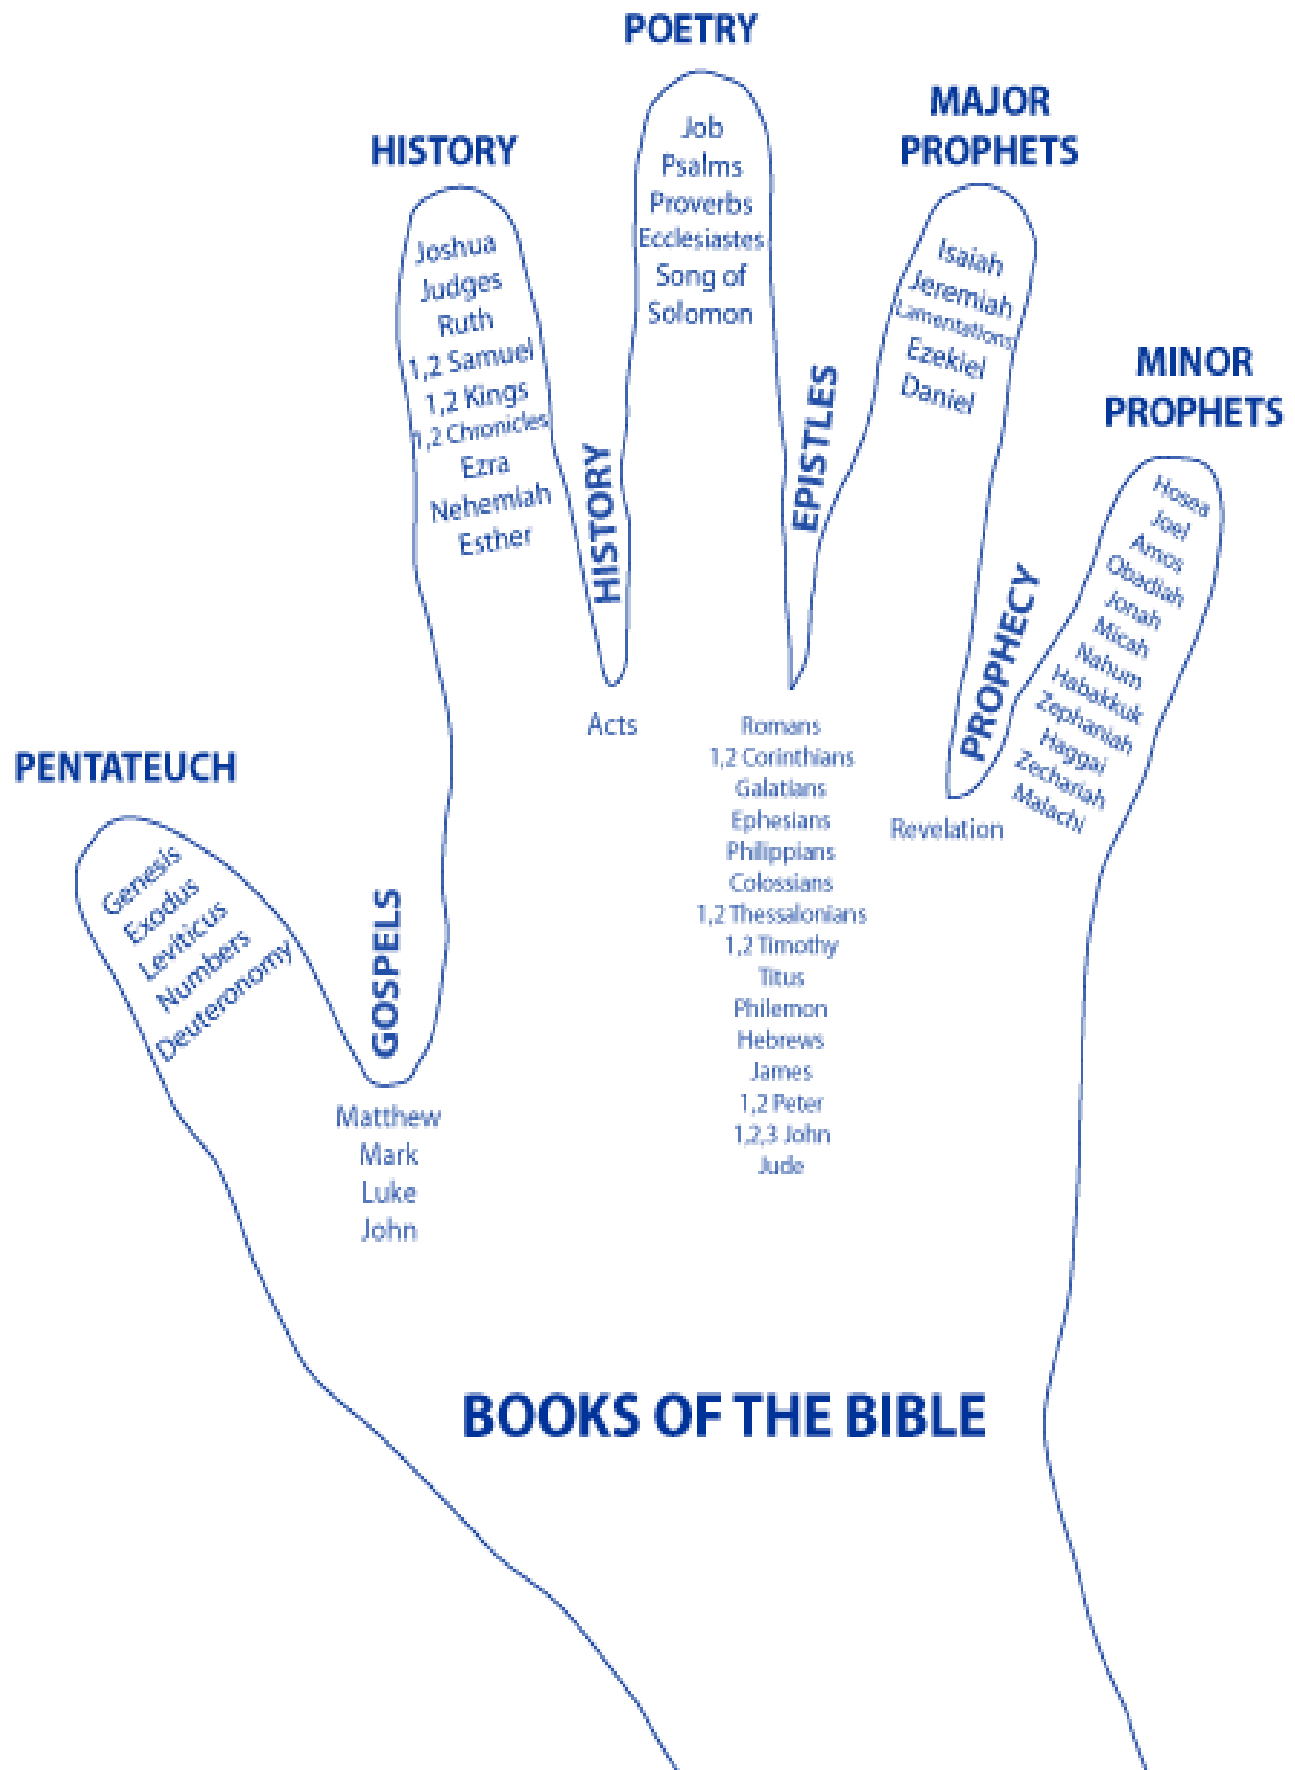 POETRY
Job
Psalms
Proverbs
Ecclesiastes
Song of
Solomon
MAJOR
PROPHETS
Isaiah
Jeremiah
Lamentations
Ezekiel
Daniel
HISTORY
Joshua
Judges
Ruth
1,2 Samuel
1,2 Kings
1,2 Chronicles
Ezra
Nehemiah
Esther
MINOR
PROPHETS
Hosea
Joel
Amos
Obadiah
Jonah
Micah
Nahum
Habakkuk
Zephaniah
Haggai
Zechariah
Malachi
HISTORY
Acts
EPISTLES
Romans
1,2 Corinthians
Galatians
Ephesians
Philippians
Colossians
1,2 Thessalonians
1,2 Timothy
Titus
Philemon
Hebrews
James
1,2 Peter
1,2,3 John
Jude
PROPHECY
Revelation
PENTATEUCH
Genesis
Exodus
Leviticus
Numbers
Deuteronomy
GOSPELS
Matthew
Mark
Luke
John
BOOKS OF THE BIBLE